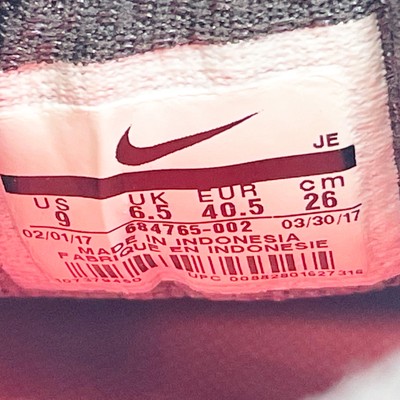 JE
US UK EUR cm
9 6.5 40.5 26
02/01/17 684765-002 03/30/17
MADE IN INDONESIA
FABRIQUE EN INDONESIE
UPC 00882801627316